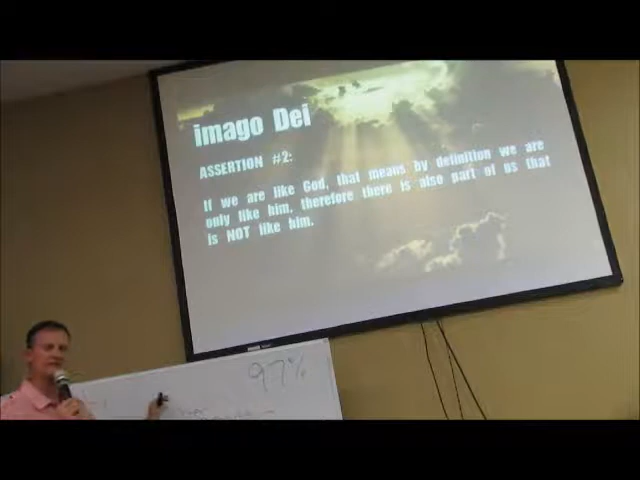 imago Dei
ASSERTION #2:
If we are like God, that means by definition we are
only like him, therefore there is also part of us that
is NOT like him.
97%